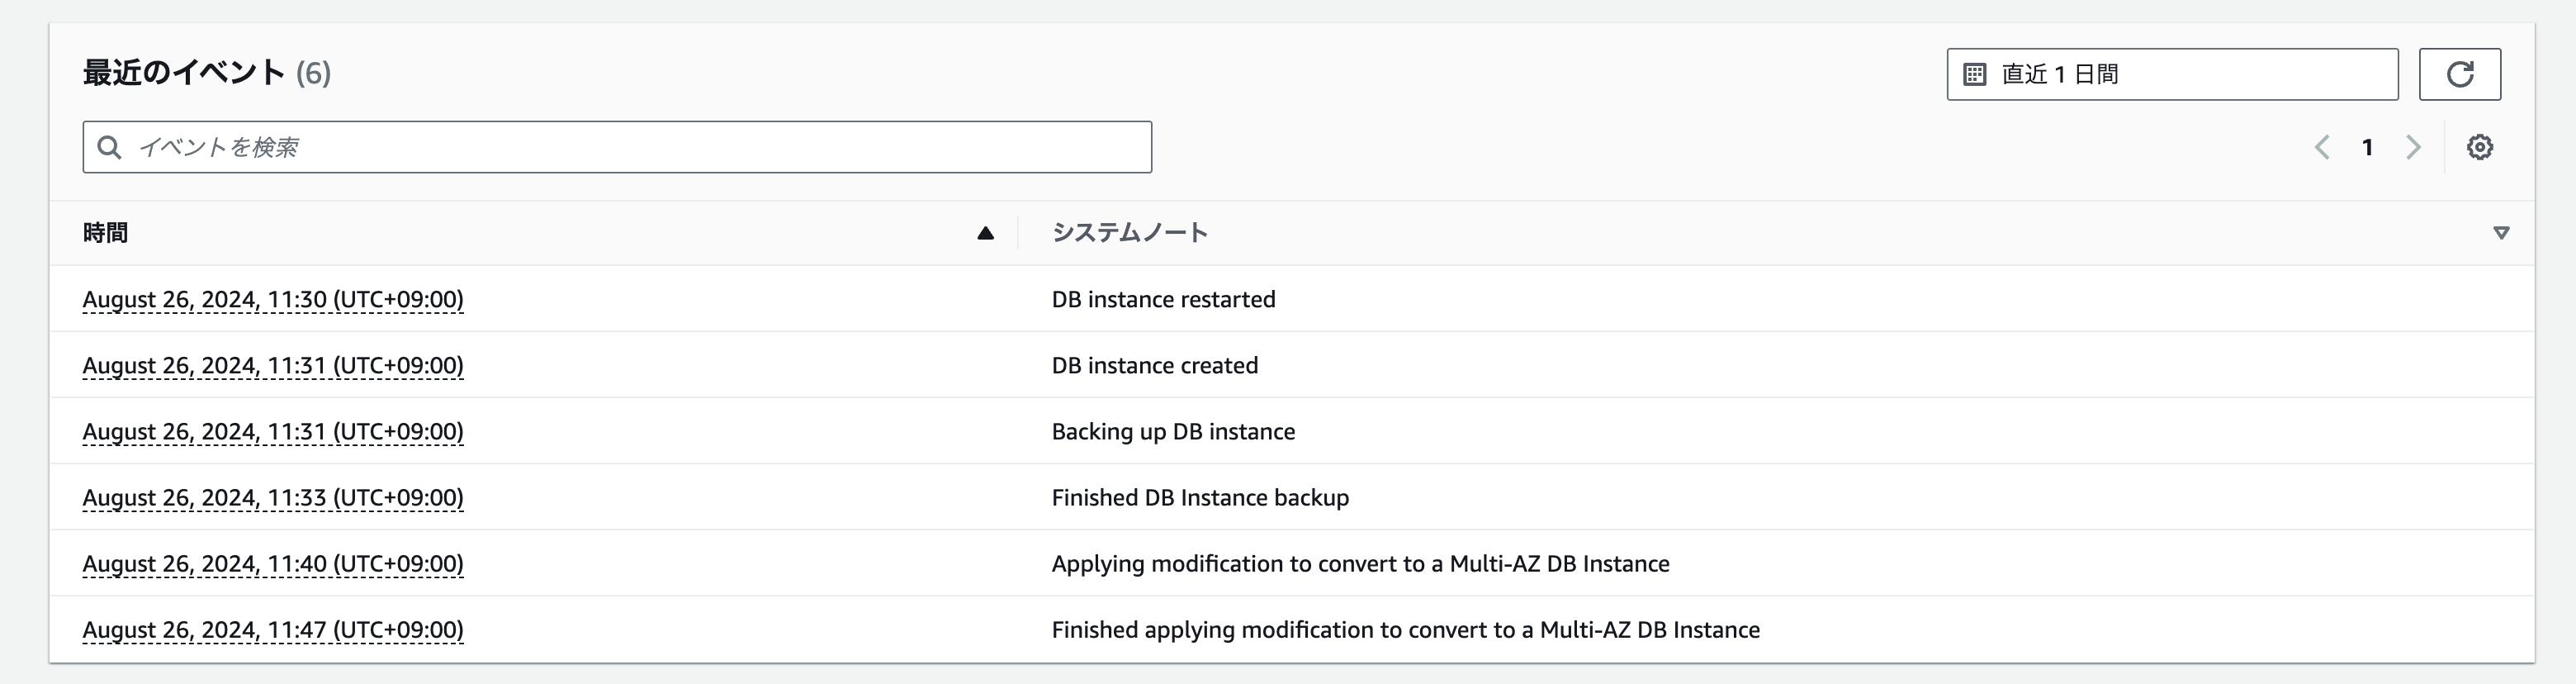 最近のイベント (6)
直近 1 日間
イベントを検索
1
時間 システムノート
August 26, 2024, 11:30 (UTC+09:00) DB instance restarted
August 26, 2024, 11:31 (UTC+09:00) DB instance created
August 26, 2024, 11:31 (UTC+09:00) Backing up DB instance
August 26, 2024, 11:33 (UTC+09:00) Finished DB Instance backup
August 26, 2024, 11:40 (UTC+09:00) Applying modification to convert to a Multi-AZ DB Instance
August 26, 2024, 11:47 (UTC+09:00) Finished applying modification to convert to a Multi-AZ DB Instance